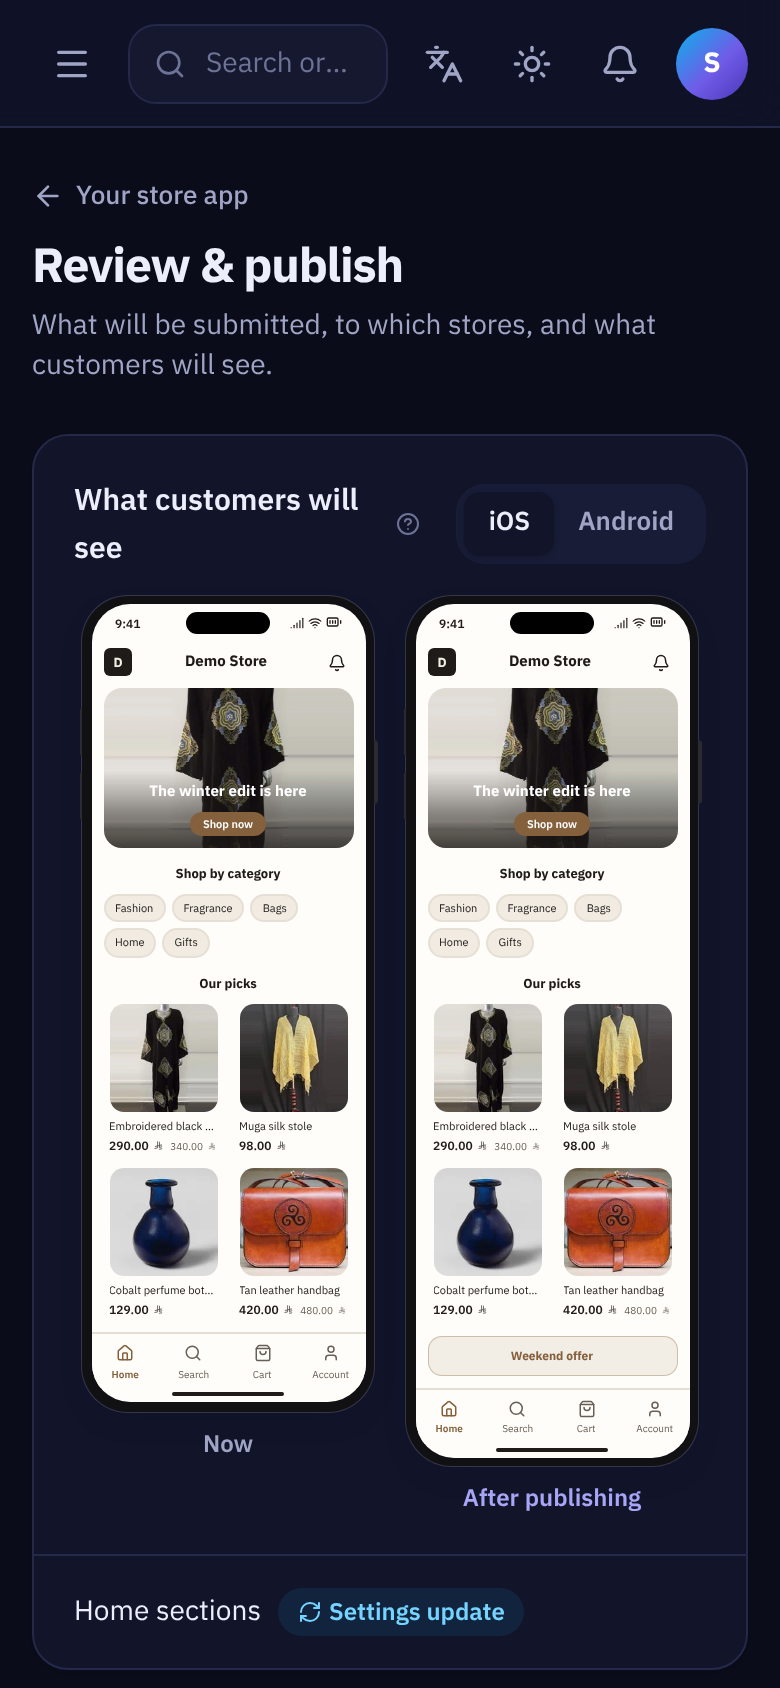 Search or...
S
Your store app
Review & publish
What will be submitted, to which stores, and what
customers will see.
What customers will
see
iOS
Android
9:41
D
Demo Store
The winter edit is here
Shop now
Shop by category
Fashion
Fragrance
Bags
Home
Gifts
Our picks
Embroidered black ...
Muga silk stole
290.00 340.00
98.00
Cobalt perfume bot...
Tan leather handbag
129.00
420.00 480.00
Home
Search
Cart
Account
Now
9:41
D
Demo Store
The winter edit is here
Shop now
Shop by category
Fashion
Fragrance
Bags
Home
Gifts
Our picks
Embroidered black ...
Muga silk stole
290.00 340.00
98.00
Cobalt perfume bot...
Tan leather handbag
129.00
420.00 480.00
Weekend offer
Home
Search
Cart
Account
After publishing
Home sections
Settings update